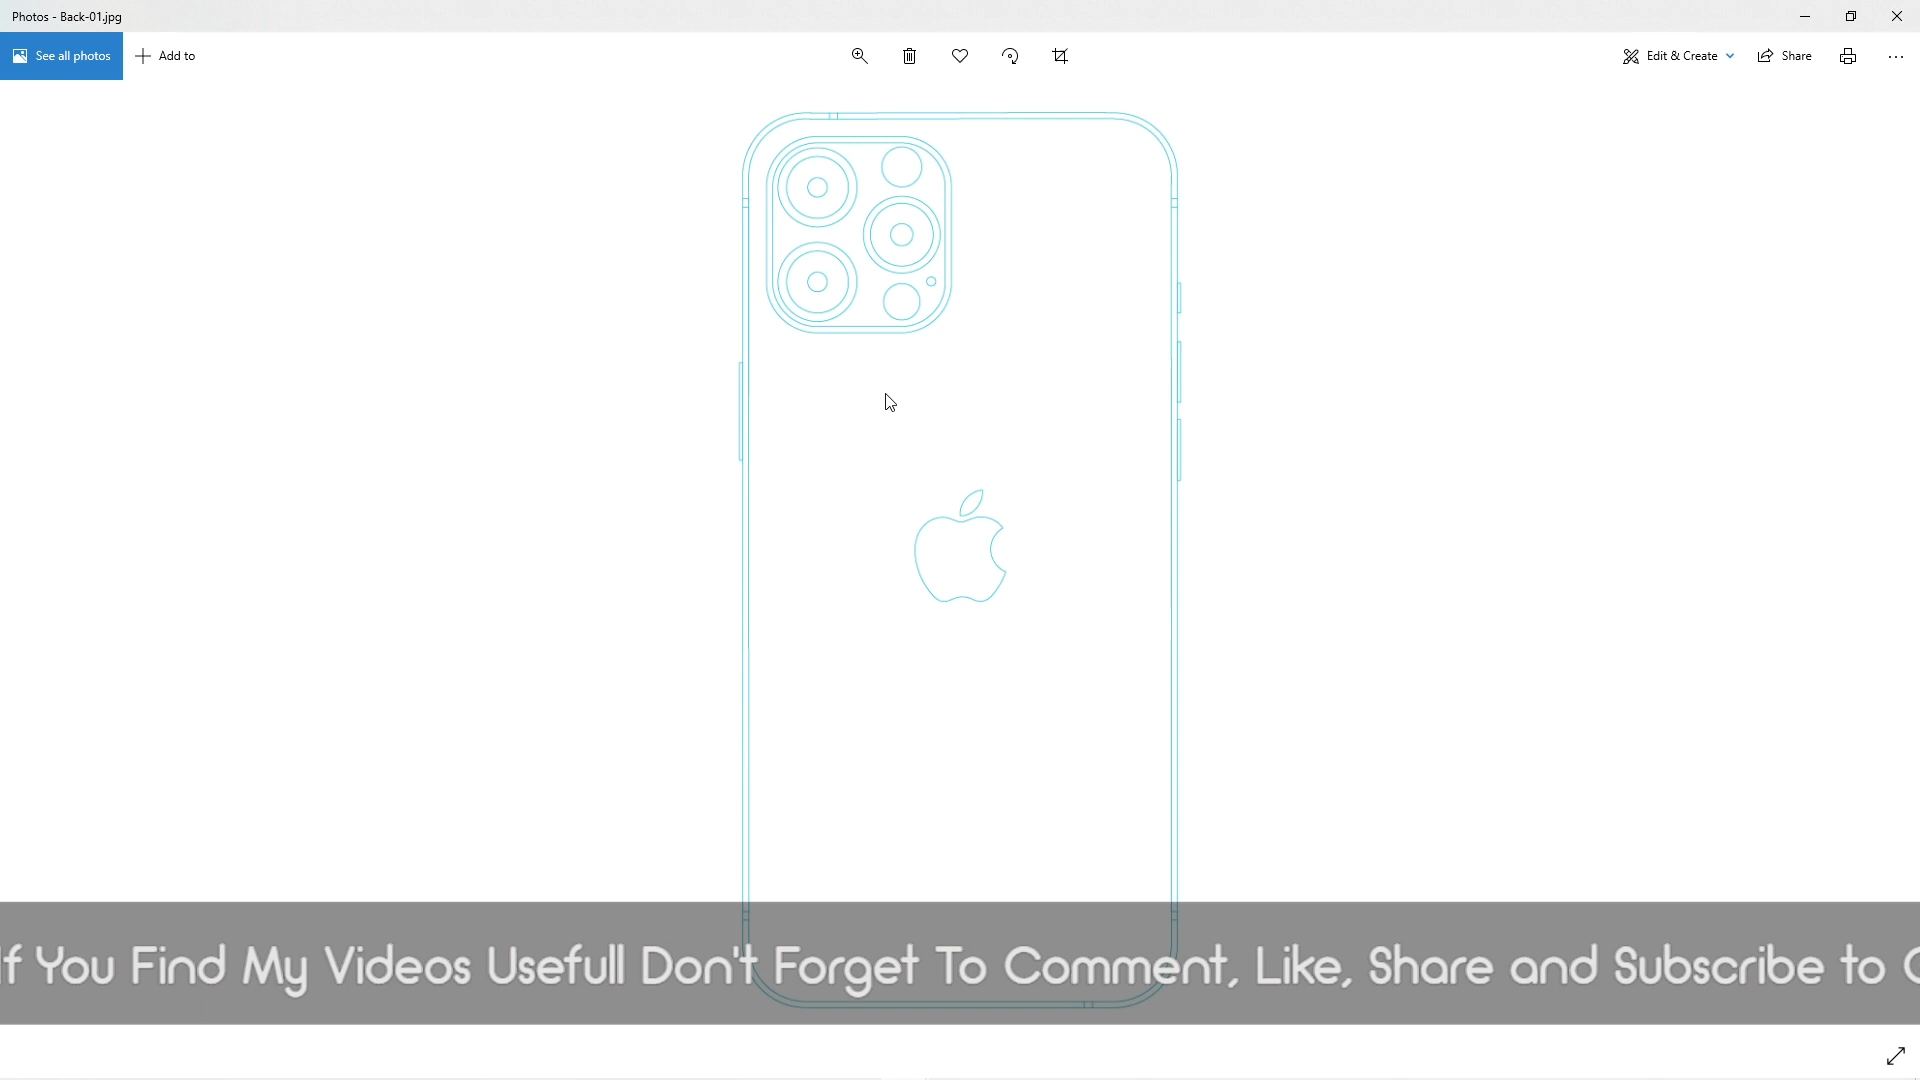 Photos - Back-01.jpg
See all photos
Add to
Edit & Create
Share
If You Find My Videos Usefull Don't Forget To Comment, Like, Share and Subscribe to